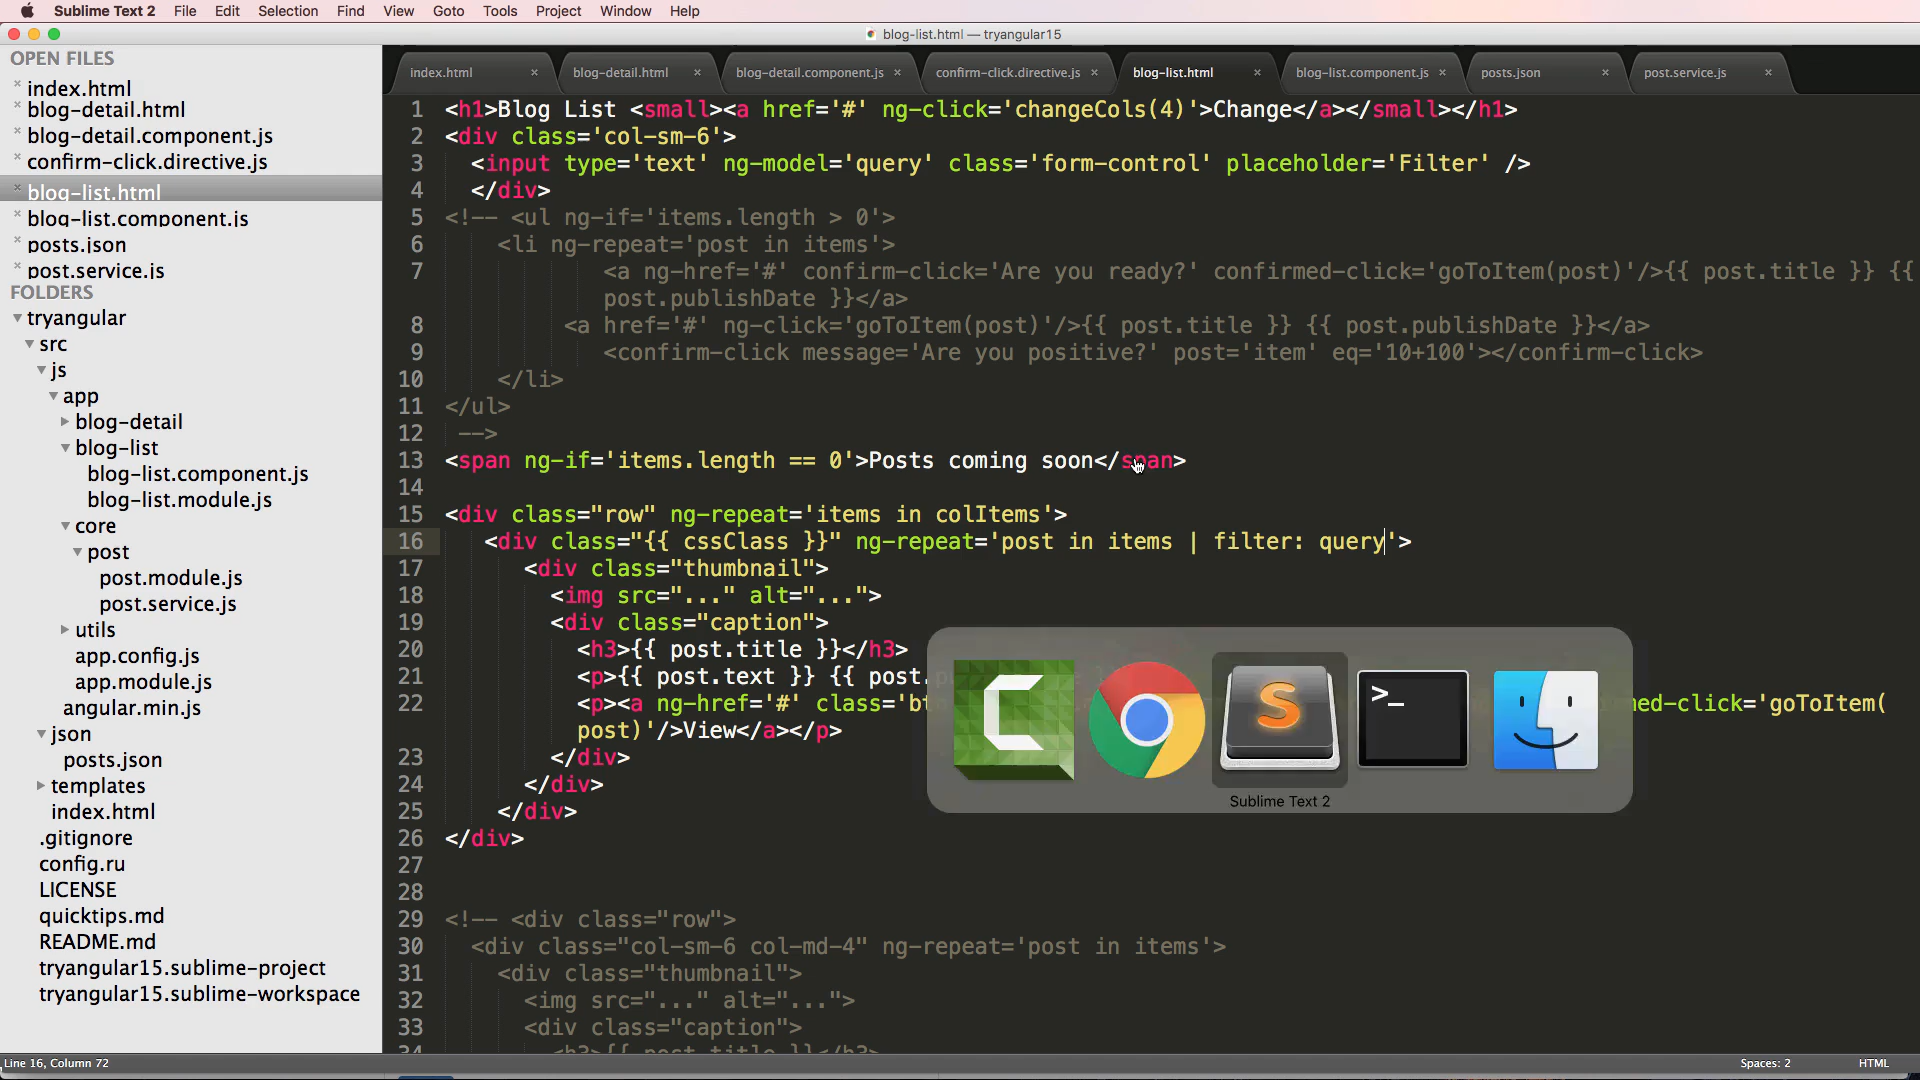 Sublime Text 2 File Edit Selection Find View Goto Tools Project Window Help
blog-list.html — tryangular15
OPEN FILES
index.html
blog-detail.html
blog-detail.component.js
confirm-click.directive.js
blog-list.html
blog-list.component.js
posts.json
post.service.js
FOLDERS
tryangular
src
js
app
blog-detail
blog-list
blog-list.component.js
blog-list.module.js
core
post
post.module.js
post.service.js
utils
app.config.js
app.module.js
angular.min.js
json
posts.json
templates
index.html
.gitignore
config.ru
LICENSE
quicktips.md
README.md
tryangular15.sublime-project
tryangular15.sublime-workspace
index.html × blog-detail.html × blog-detail.component.js × confirm-click.directive.js × blog-list.html × blog-list.component.js × posts.json × post.service.js ×
1 <h1>Blog List <small><a href='#' ng-click='changeCols(4)'>Change</a></small></h1>
2 <div class='col-sm-6'>
3 <input type='text' ng-model='query' class='form-control' placeholder='Filter' />
4 </div>
5 <!-- <ul ng-if='items.length > 0'>
6 <li ng-repeat='post in items'>
7 <a ng-href='#' confirm-click='Are you ready?' confirmed-click='goToItem(post)'/>{{ post.title }} {{
post.publishDate }}</a>
8 <a href='#' ng-click='goToItem(post)'/>{{ post.title }} {{ post.publishDate }}</a>
9 <confirm-click message='Are you positive?' post='item' eq='10+100'></confirm-click>
10 </li>
11 </ul>
12 -->
13 <span ng-if='items.length == 0'>Posts coming soon</span>
14
15 <div class="row" ng-repeat='items in colItems'>
16 <div class="{{ cssClass }}" ng-repeat='post in items | filter: query'>
17 <div class="thumbnail">
18 <img src="..." alt="...">
19 <div class="caption">
20 <h3>{{ post.title }}</h3>
21 <p>{{ post.text }} {{ post.
22 <p><a ng-href='#' class='bt ned-click='goToItem(
post)'/>View</a></p>
23 </div>
24 </div>
25 </div>
26 </div>
27
28
29 <!-- <div class="row">
30 <div class="col-sm-6 col-md-4" ng-repeat='post in items'>
31 <div class="thumbnail">
32 <img src="..." alt="...">
33 <div class="caption">
34 <h3>{{ post.title }}</h3>
>_
Sublime Text 2
Line 16, Column 72
Spaces: 2
HTML